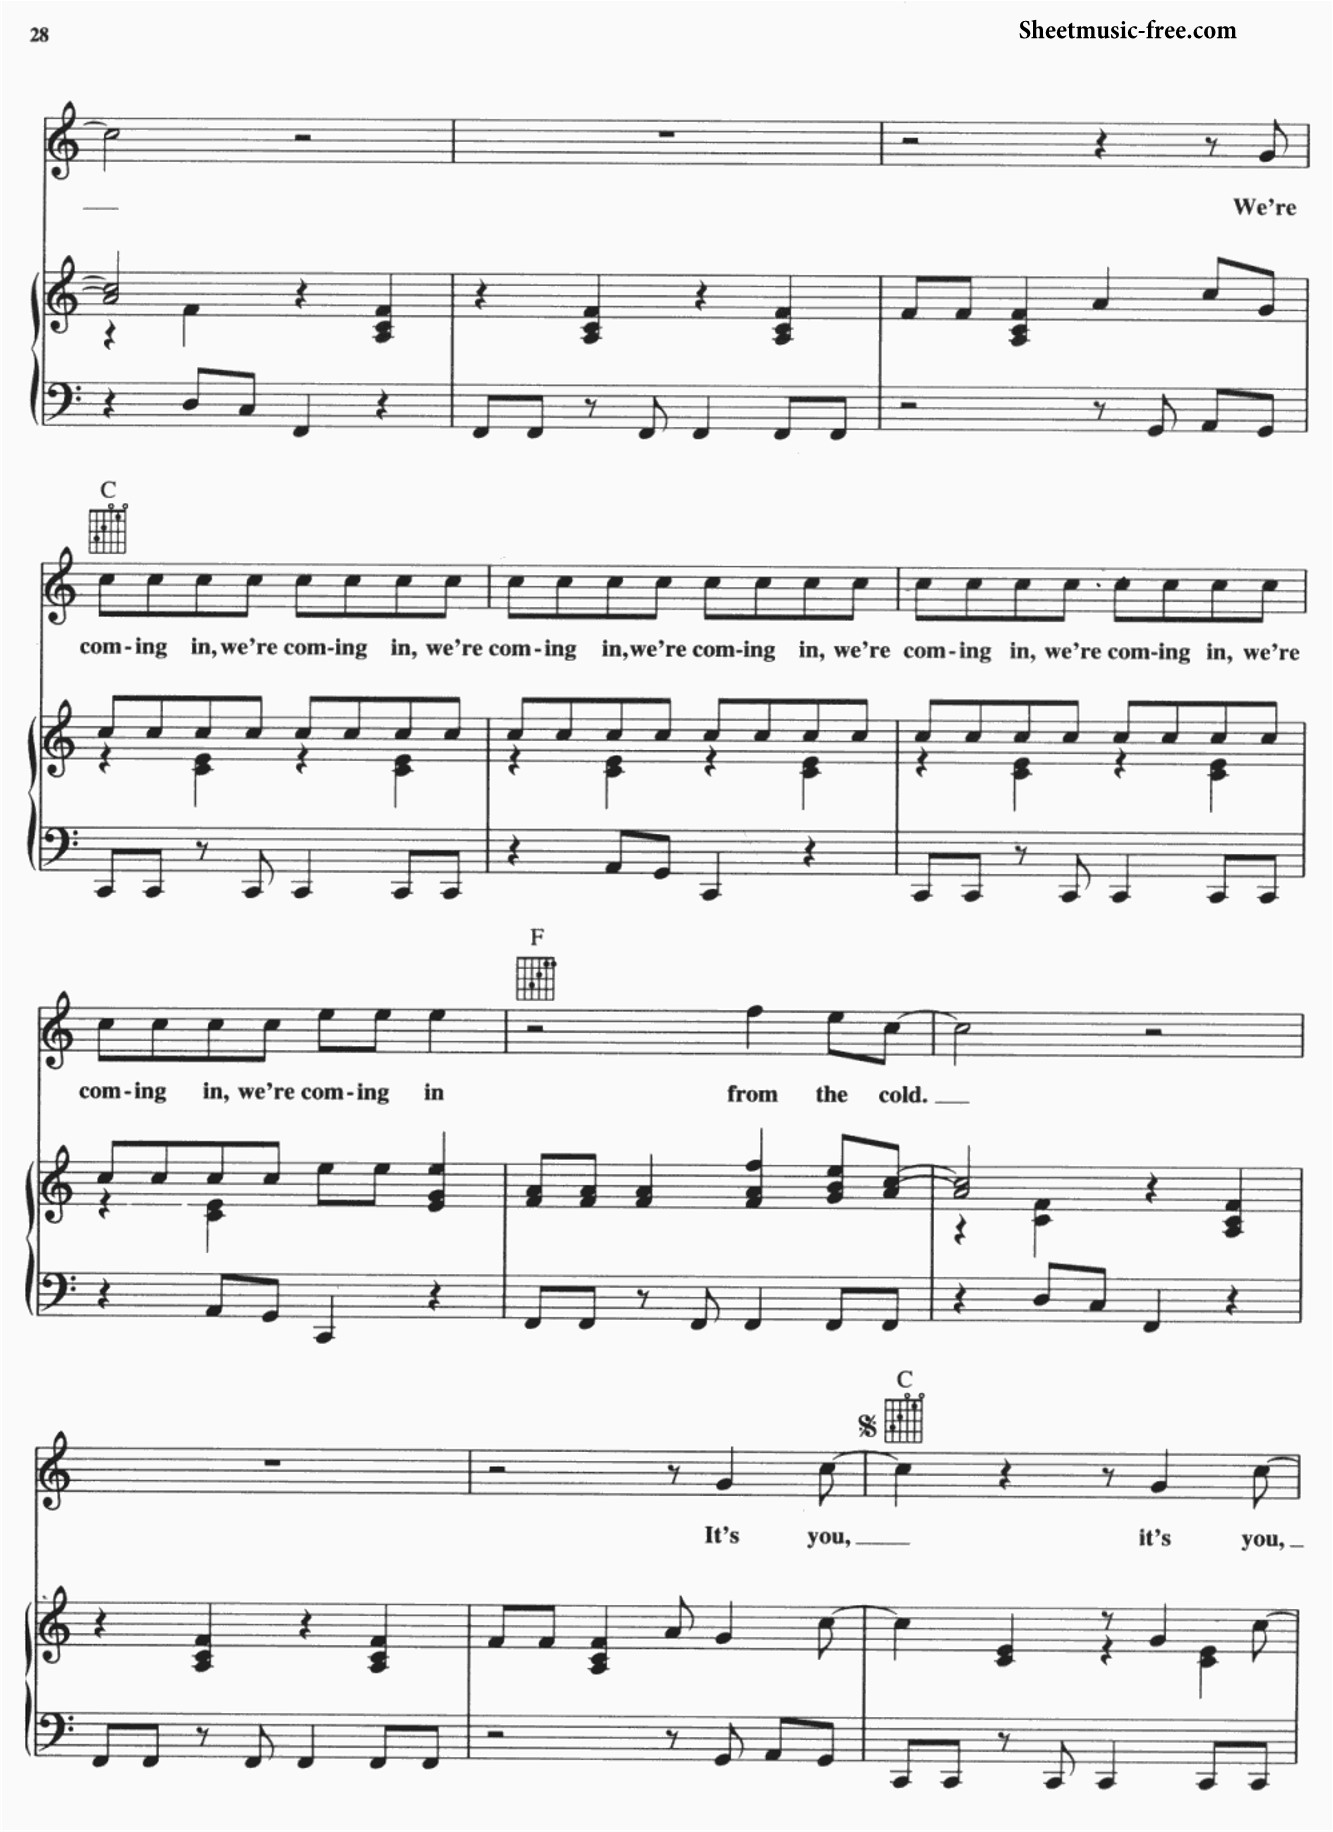 28
Sheetmusic-free.com
We're
C
com-ing in, we're com-ing in, we're com-ing in, we're com-ing in, we're com-ing in, we're com-ing in, we're
F
com-ing in, we're com-ing in from the cold.
C
It's you, it's you,